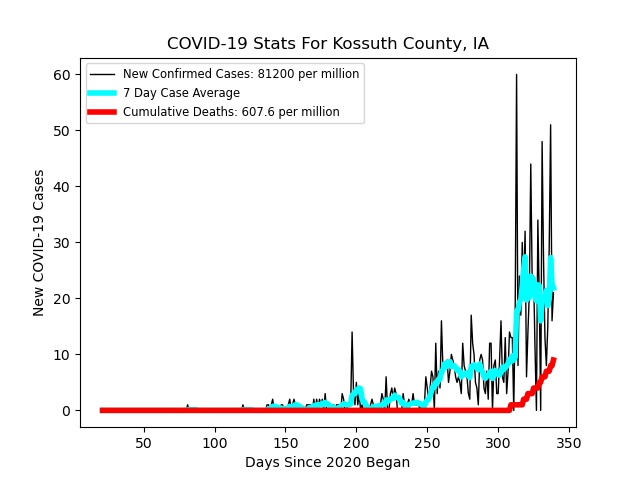 COVID-19 Stats For Kossuth County, IA
New Confirmed Cases: 81200 per million
7 Day Case Average
Cumulative Deaths: 607.6 per million
New COVID-19 Cases
60
50
40
30
20
10
0
50 100 150 200 250 300 350
Days Since 2020 Began